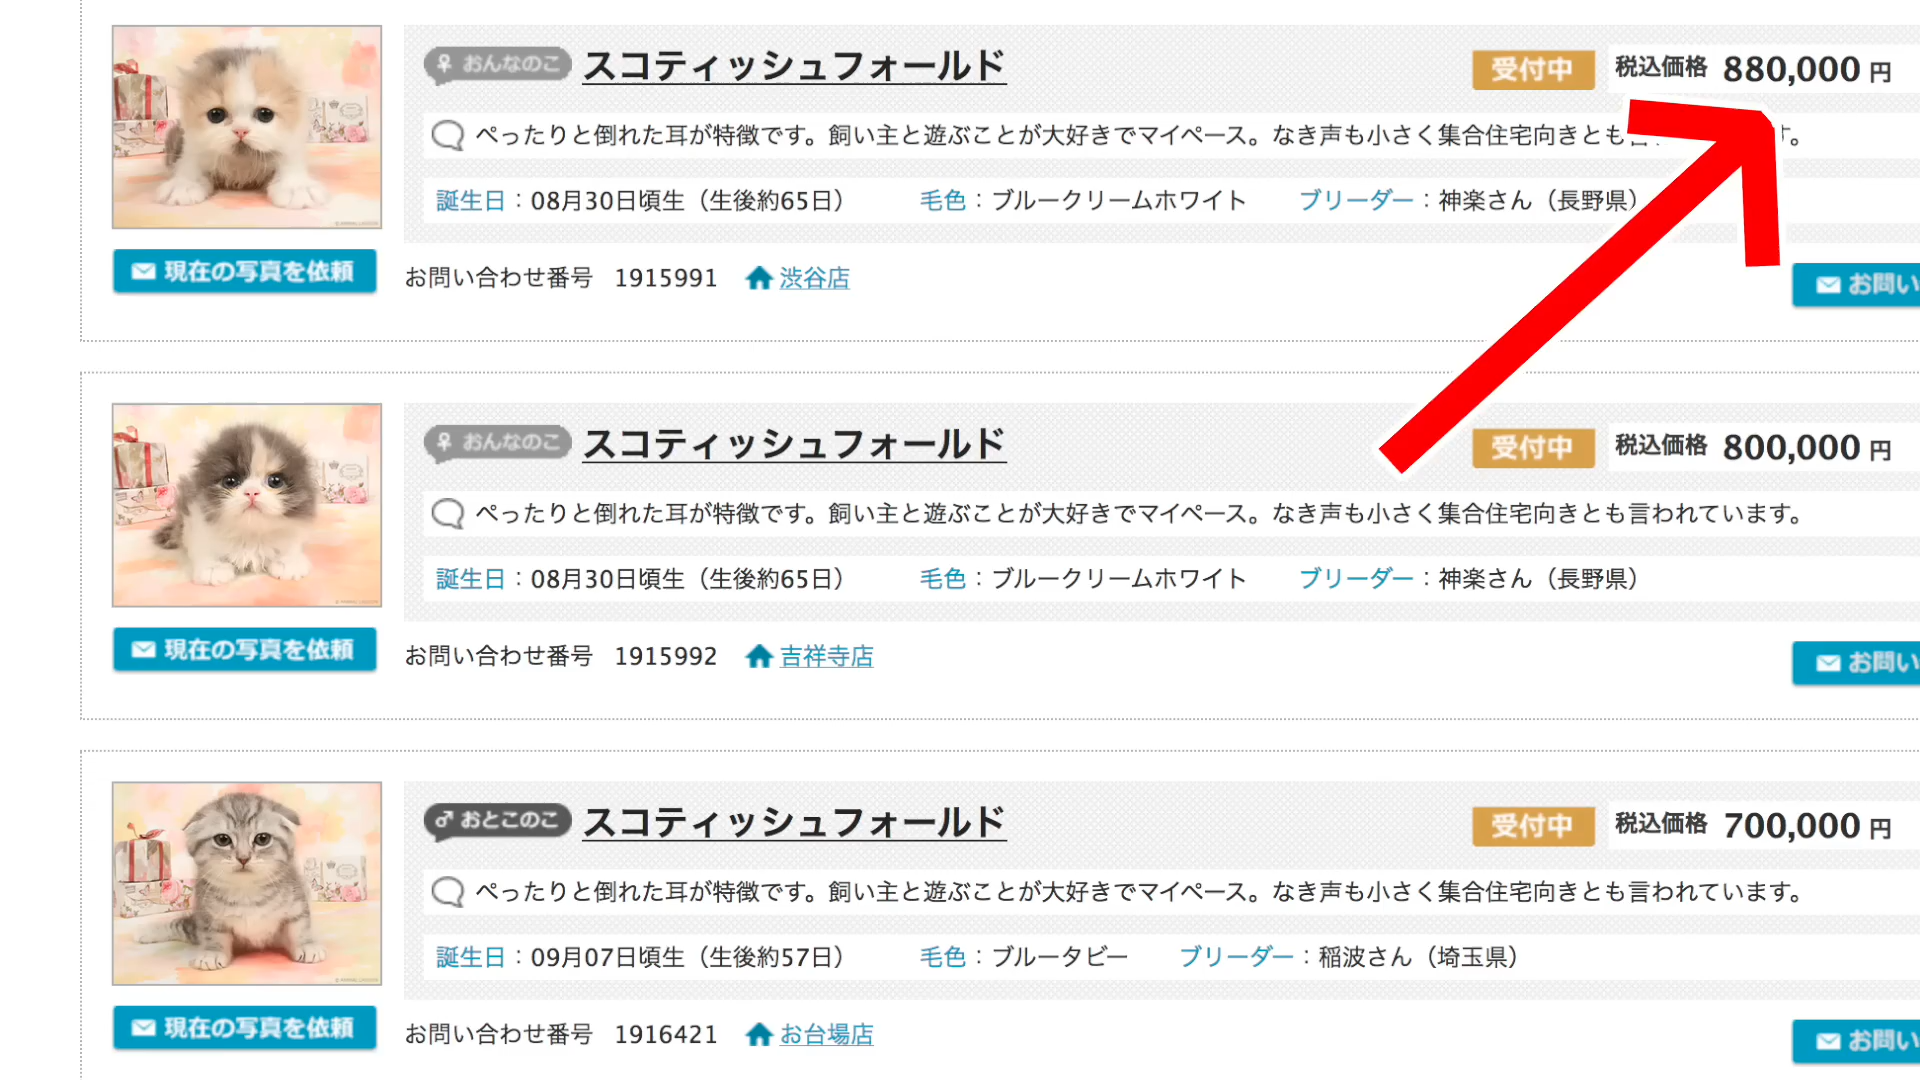 おんなのこ スコティッシュフォールド 受付中 税込価格 880,000 円
ぺったりと倒れた耳が特徴です。飼い主と遊ぶことが大好きでマイペース。なき声も小さく集合住宅向きとも
誕生日：08月30日頃生（生後約65日） 毛色：ブルークリームホワイト ブリーダー：神楽さん（長野県）
現在の写真を依頼 お問い合わせ番号 1915991 渋谷店 お問い
おんなのこ スコティッシュフォールド 受付中 税込価格 800,000 円
ぺったりと倒れた耳が特徴です。飼い主と遊ぶことが大好きでマイペース。なき声も小さく集合住宅向きとも言われています。
誕生日：08月30日頃生（生後約65日） 毛色：ブルークリームホワイト ブリーダー：神楽さん（長野県）
現在の写真を依頼 お問い合わせ番号 1915992 吉祥寺店 お問い
おとこのこ スコティッシュフォールド 受付中 税込価格 700,000 円
ぺったりと倒れた耳が特徴です。飼い主と遊ぶことが大好きでマイペース。なき声も小さく集合住宅向きとも言われています。
誕生日：09月07日頃生（生後約57日） 毛色：ブルータビー ブリーダー：稲波さん（埼玉県）
現在の写真を依頼 お問い合わせ番号 1916421 お台場店 お問い